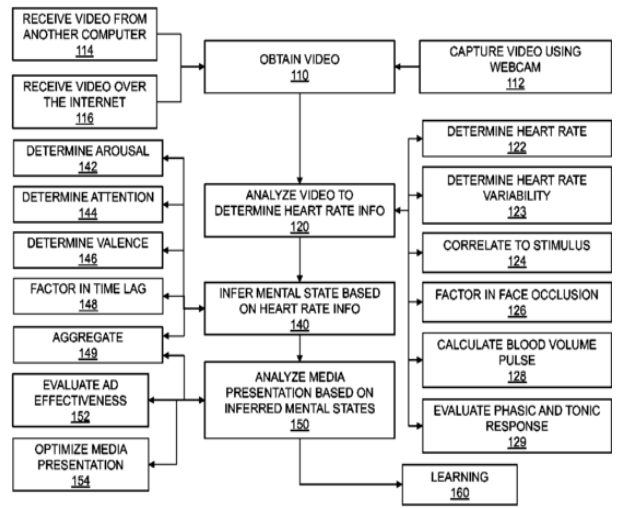 RECEIVE VIDEO FROM
ANOTHER COMPUTER
114
RECEIVE VIDEO OVER
THE INTERNET
116
OBTAIN VIDEO
110
CAPTURE VIDEO USING
WEBCAM
112
DETERMINE AROUSAL
142
DETERMINE ATTENTION
144
DETERMINE VALENCE
146
FACTOR IN TIME LAG
148
AGGREGATE
149
EVALUATE AD
EFFECTIVENESS
152
OPTIMIZE MEDIA
PRESENTATION
154
ANALYZE VIDEO TO
DETERMINE HEART RATE INFO
120
INFER MENTAL STATE BASED
ON HEART RATE INFO
140
ANALYZE MEDIA
PRESENTATION BASED ON
INFERRED MENTAL STATES
150
DETERMINE HEART RATE
122
DETERMINE HEART RATE
VARIABILITY
123
CORRELATE TO STIMULUS
124
FACTOR IN FACE OCCLUSION
126
CALCULATE BLOOD VOLUME
PULSE
128
EVALUATE PHASIC AND TONIC
RESPONSE
129
LEARNING
160